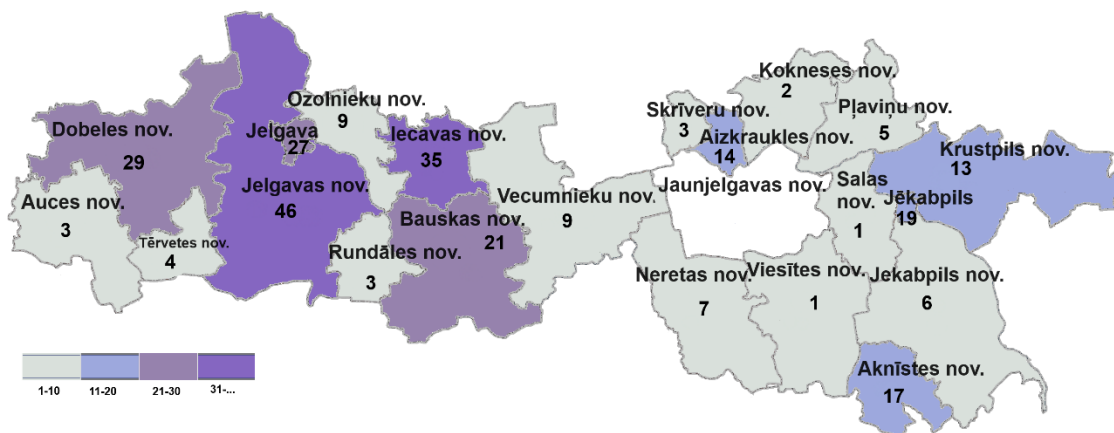 Kokneses nov.
2
Ozolnieku nov.
9
Skrīveru nov.
3
Pļaviņu nov.
5
Dobeles nov.
29
Jelgava
27
Iecavas nov.
35
Aizkraukles nov.
14
Krustpils nov.
13
Jelgavas nov.
46
Vecumnieku nov.
9
Jaunjelgavas nov.
Salas
nov.
1
Jēkabpils
19
Auces nov.
3
Tērvetes nov.
4
Bauskas nov.
21
Rundāles nov.
3
Neretas nov.
7
Viesītes nov.
1
Jekabpils nov.
6
Aknīstes nov.
17
1-10 11-20 21-30 31-...